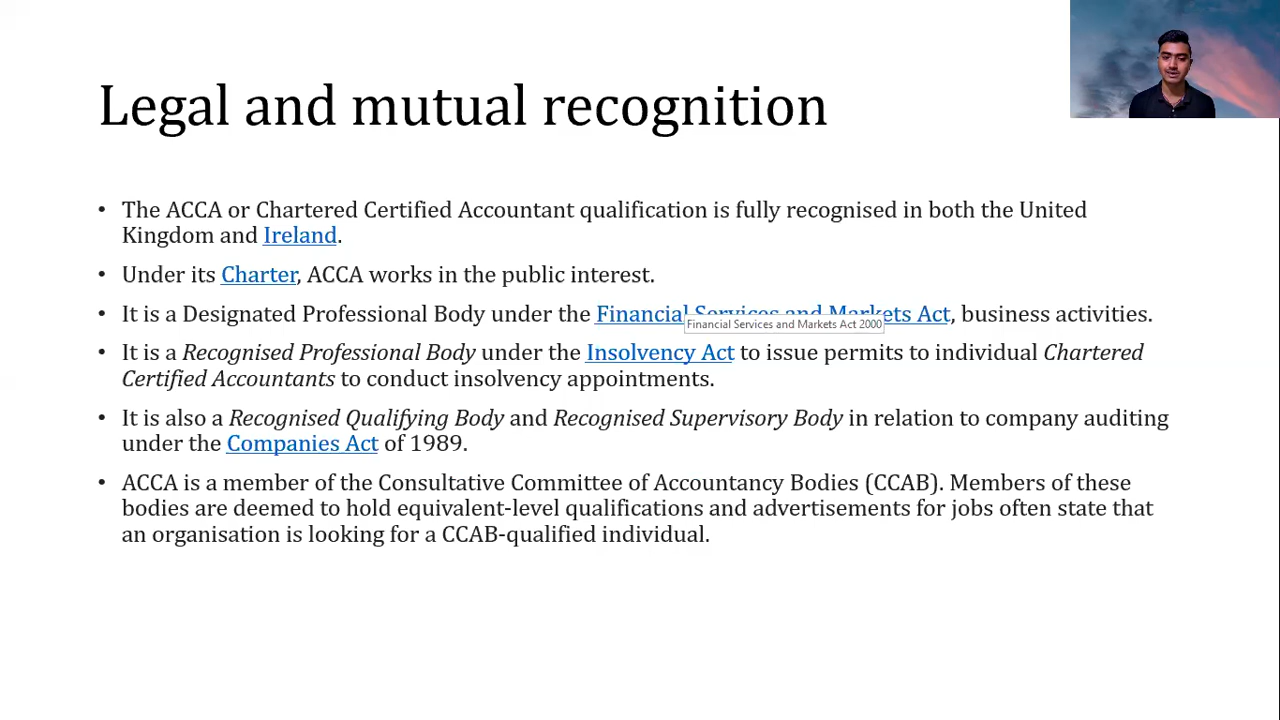 Legal and mutual recognition
• The ACCA or Chartered Certified Accountant qualification is fully recognised in both the United
Kingdom and Ireland.
• Under its Charter, ACCA works in the public interest.
• It is a Designated Professional Body under the Financial Services and Markets Act, business activities.
Financial Services and Markets Act 2000
• It is a Recognised Professional Body under the Insolvency Act to issue permits to individual Chartered
Certified Accountants to conduct insolvency appointments.
• It is also a Recognised Qualifying Body and Recognised Supervisory Body in relation to company auditing
under the Companies Act of 1989.
• ACCA is a member of the Consultative Committee of Accountancy Bodies (CCAB). Members of these
bodies are deemed to hold equivalent-level qualifications and advertisements for jobs often state that
an organisation is looking for a CCAB-qualified individual.